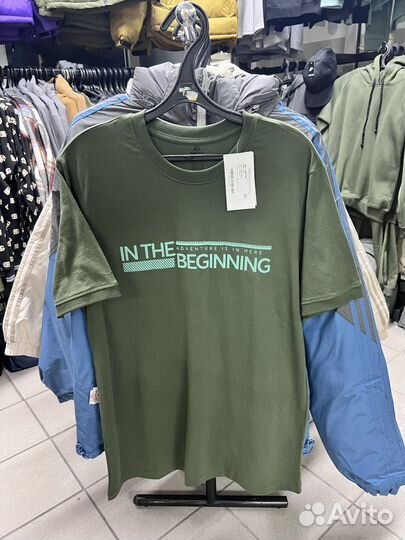 IN THE
ADVENTURE IS IN HERE
BEGINNING
Avito